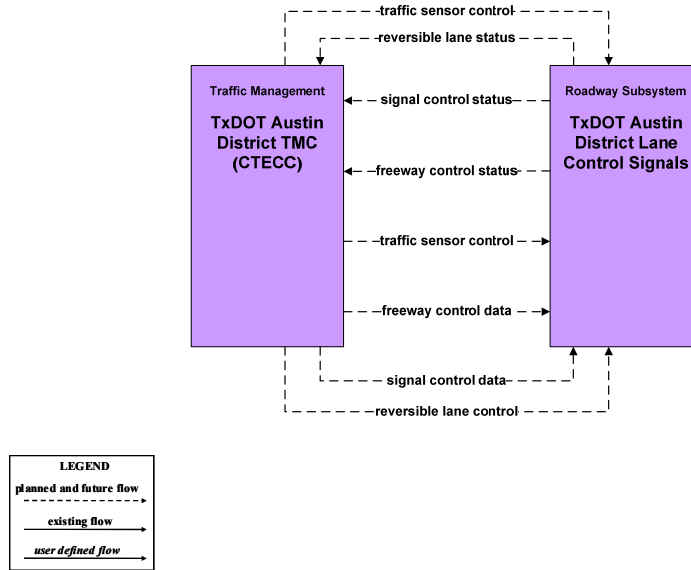 traffic sensor control
reversible lane status
Traffic Management
TxDOT Austin
District TMC
(CTECC)
Roadway Subsystem
TxDOT Austin
District Lane
Control Signals
signal control status
freeway control status
traffic sensor control
freeway control data
signal control data
reversible lane control
LEGEND
planned and future flow
existing flow
user defined flow